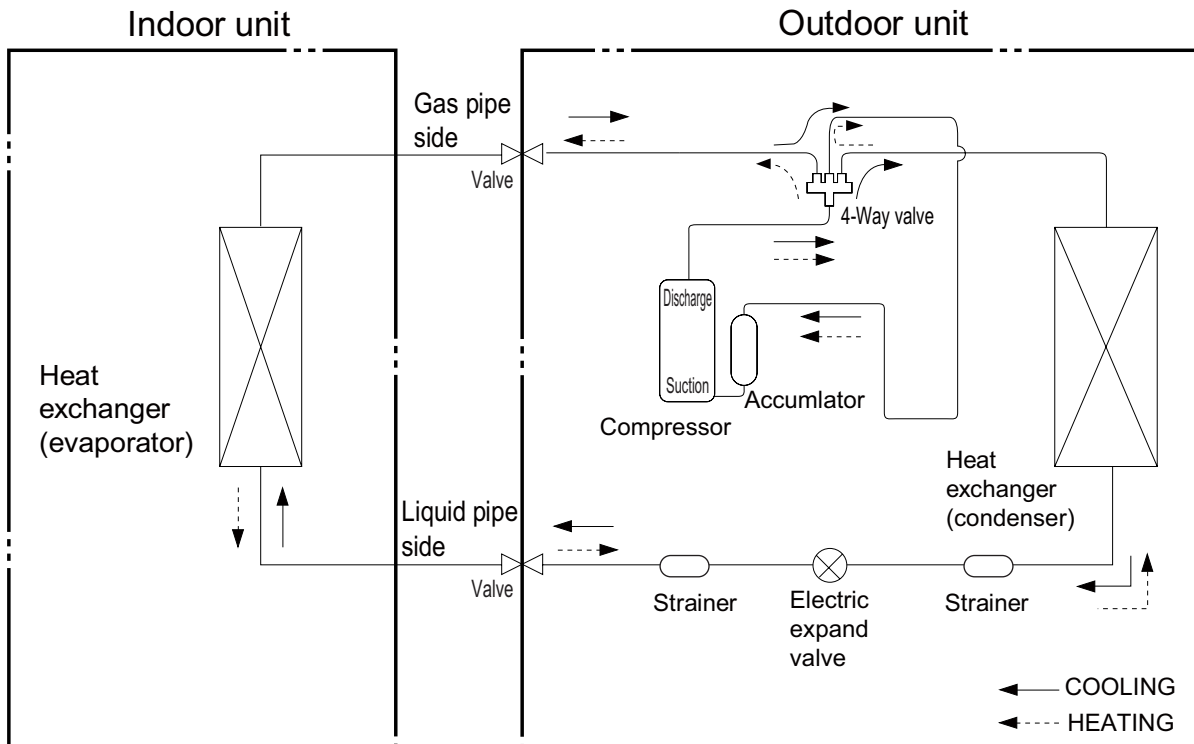 Indoor unit
Outdoor unit
Gas pipe
side
Valve
4-Way valve
Discharge
Suction
Compressor
Accumlator
Heat
exchanger
(evaporator)
Heat
exchanger
(condenser)
Liquid pipe
side
Valve
Strainer
Electric
expand
valve
Strainer
COOLING
HEATING